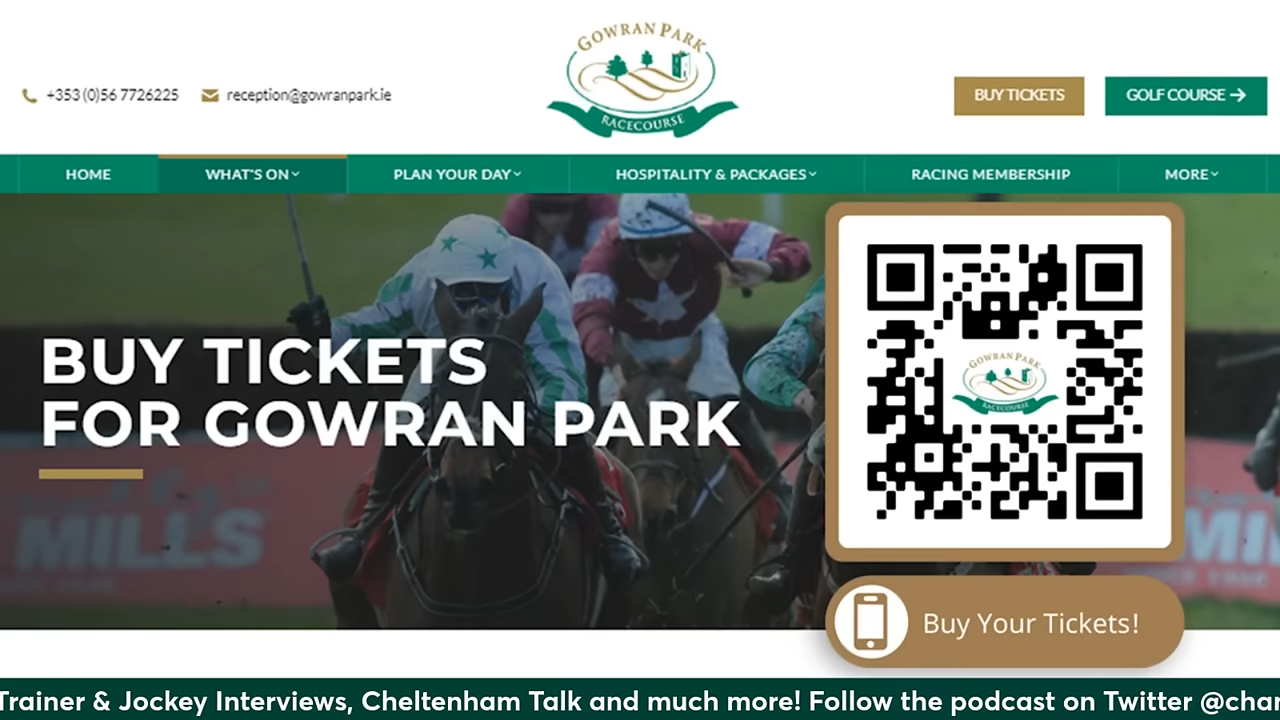 GOWRAN PARK
RACECOURSE
+353 (0)56 7726225
reception@gowranpark.ie
BUY TICKETS
GOLF COURSE
HOME
WHAT'S ON
PLAN YOUR DAY
HOSPITALITY & PACKAGES
RACING MEMBERSHIP
MORE
BUY TICKETS
FOR GOWRAN PARK
GOWRAN PARK
RACECOURSE
MILLS
Buy Your Tickets!
Trainer & Jockey Interviews, Cheltenham Talk and much more! Follow the podcast on Twitter @char